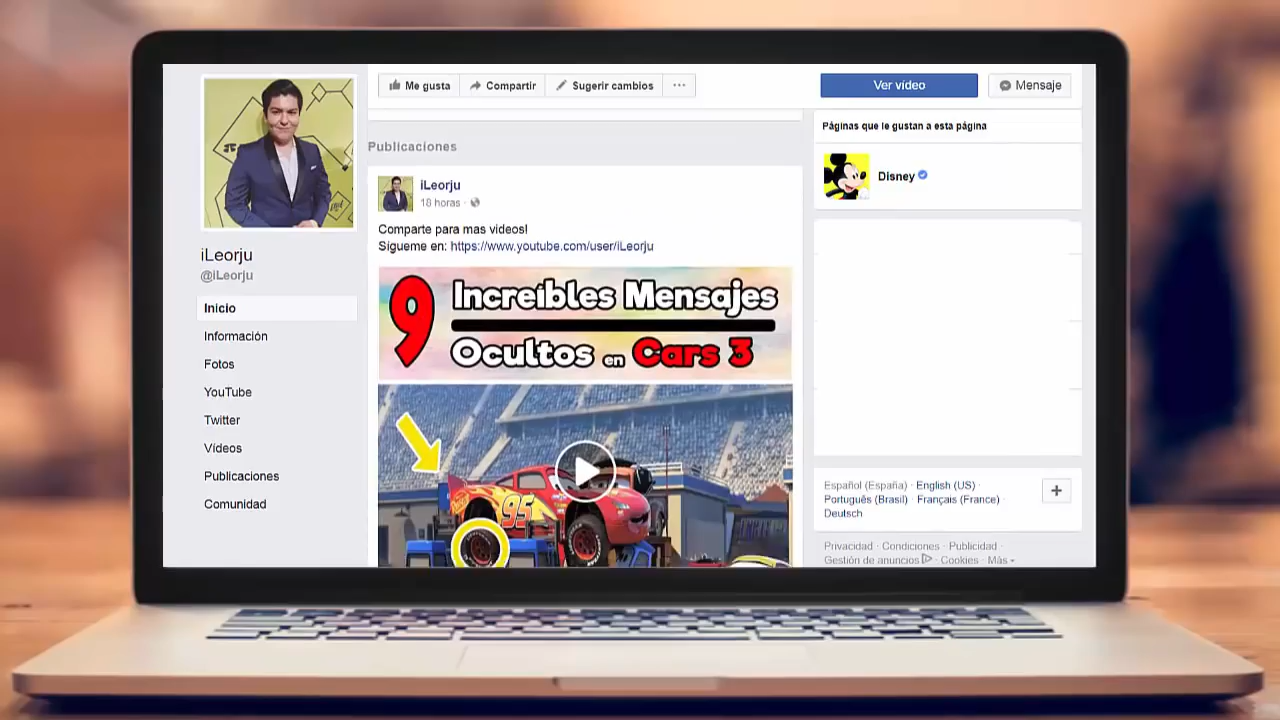 Me gusta
Compartir
Sugerir cambios
Ver vídeo
Mensaje
iLeorju
@iLeorju
Inicio
Información
Fotos
YouTube
Twitter
Vídeos
Publicaciones
Comunidad
Publicaciones
iLeorju
18 horas
Comparte para mas videos!
Sígueme en: https://www.youtube.com/user/iLeorju
9 Increíbles Mensajes
Ocultos en Cars 3
95
Páginas que le gustan a esta página
Disney
Español (España) · English (US) ·
Português (Brasil) · Français (France) ·
Deutsch
Privacidad · Condiciones · Publicidad ·
Gestión de anuncios · Cookies · Más